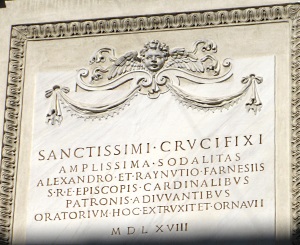 SANCTISSIMI · CRVCIFIXI
AMPLISSIMA · SODALITAS
ALEXANDRO · ET · RAYNVTIO · FARNESIIS
S · R · E · EPISCOPIS · CARDINALIBVS
PATRONIS · ADIVVANTIBVS
ORATORIVM · HOC · EXTRVXIT · ET · ORNAVIT
MDLXVIII